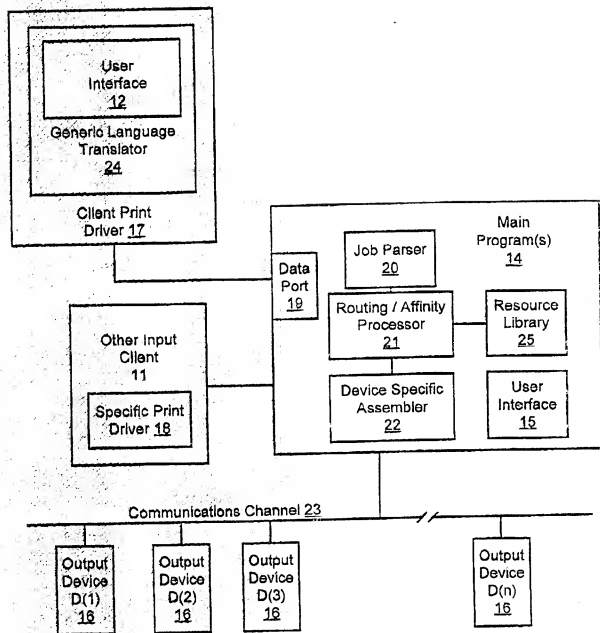 User
Interface
12
Generic Language
Translator
24
Client Print
Driver 17
Main
Program(s)
14
Job Parser
20
Data
Port
19
Routing / Affinity
Processor
21
Resource
Library
25
Other Input
Client
11
Specific Print
Driver 18
Device Specific
Assembler
22
User
Interface
15
Communications Channel 23
Output
Device
D(1)
16
Output
Device
D(2)
16
Output
Device
D(3)
16
Output
Device
D(n)
16